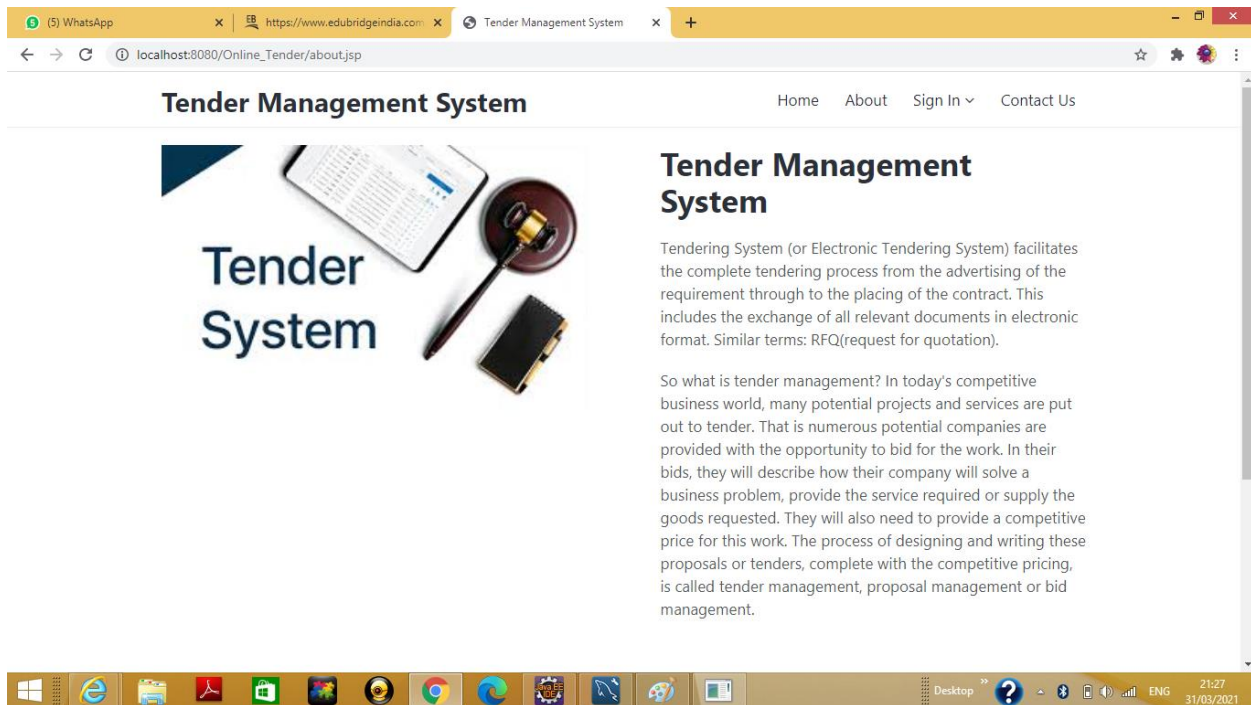 (5) WhatsApp
https://www.edubridgeindia.com
Tender Management System
localhost:8080/Online_Tender/about.jsp
Tender Management System
Home About Sign In Contact Us
Tender
System
Tender Management
System
Tendering System (or Electronic Tendering System) facilitates
the complete tendering process from the advertising of the
requirement through to the placing of the contract. This
includes the exchange of all relevant documents in electronic
format. Similar terms: RFQ(request for quotation).
So what is tender management? In today's competitive
business world, many potential projects and services are put
out to tender. That is numerous potential companies are
provided with the opportunity to bid for the work. In their
bids, they will describe how their company will solve a
business problem, provide the service required or supply the
goods requested. They will also need to provide a competitive
price for this work. The process of designing and writing these
proposals or tenders, complete with the competitive pricing,
is called tender management, proposal management or bid
management.
Desktop
ENG
21:27
31/03/2021